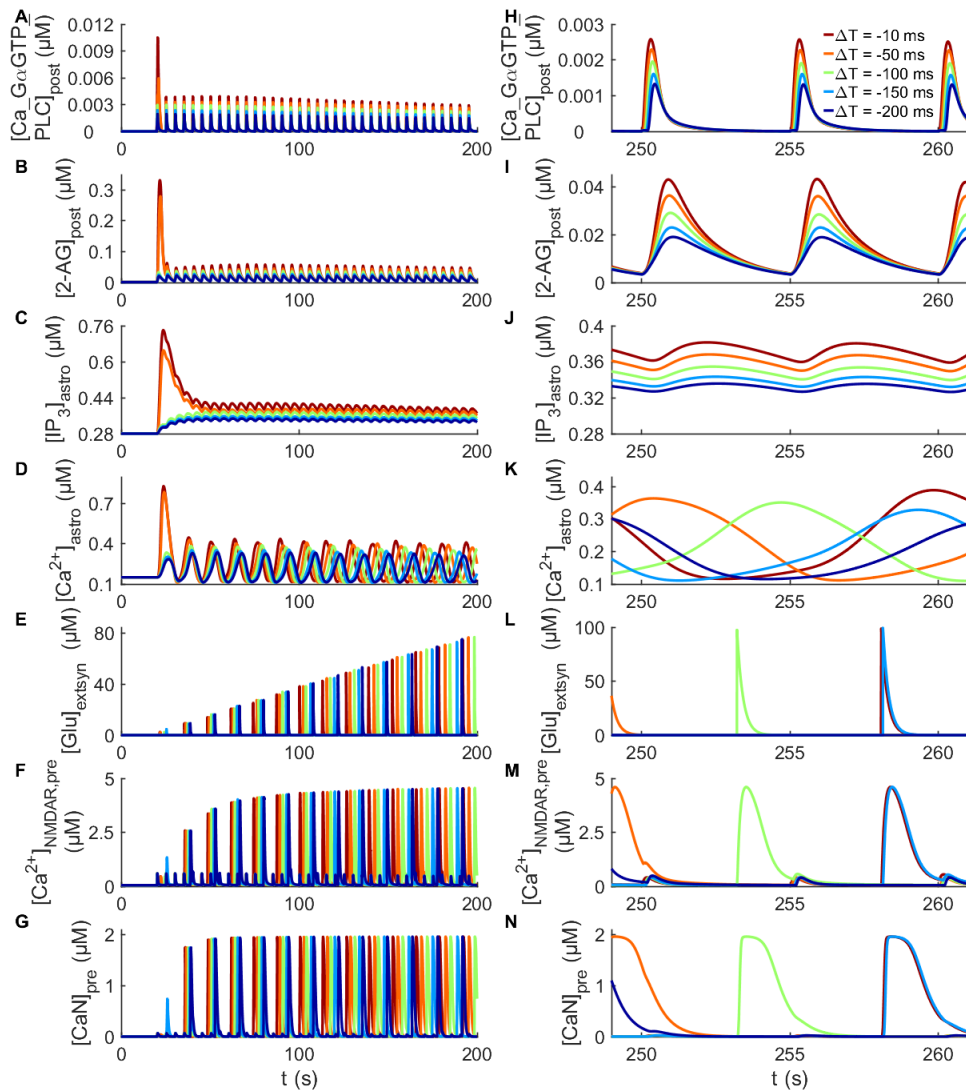 A
[Ca_GαGTP_
PLC]post (μM)
0.012
0.009
0.006
0.003
0
0 100 200
B
[2-AG]post (μM)
0.3
0.2
0.1
0
0 100 200
C
[IP3]astro (μM)
0.76
0.6
0.44
0.28
0 100 200
D
[Ca2+]astro (μM)
0.7
0.4
0.1
0 100 200
E
[Glu]extsyn (μM)
80
40
0
0 100 200
F
[Ca2+]NMDAR,pre
(μM)
5
2.5
0
0 100 200
G
[CaN]pre (μM)
2
1
0
0 100 200
t (s)
H
[Ca_GαGTP_
PLC]post (μM)
0.003
0.002
0.001
0
250 255 260
ΔT = -10 ms
ΔT = -50 ms
ΔT = -100 ms
ΔT = -150 ms
ΔT = -200 ms
I
[2-AG]post (μM)
0.04
0.02
0
250 255 260
J
[IP3]astro (μM)
0.4
0.36
0.32
0.28
250 255 260
K
[Ca2+]astro (μM)
0.4
0.3
0.2
0.1
250 255 260
L
[Glu]extsyn (μM)
100
50
0
250 255 260
M
[Ca2+]NMDAR,pre
(μM)
5
2.5
0
250 255 260
N
[CaN]pre (μM)
2
1
0
250 255 260
t (s)